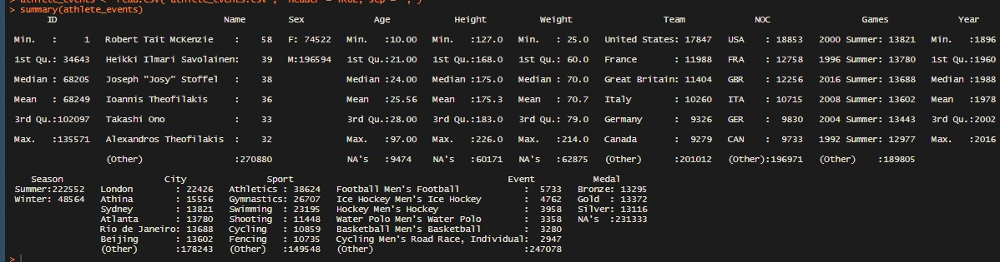 > athlete_events <- read.csv("athlete_events.csv", header = TRUE, sep = ",")
> summary(athlete_events)
ID Name Sex Age Height Weight Team NOC Games Year
Min. : 1 Robert Tait McKenzie : 58 F: 74522 Min. :10.00 Min. :127.0 Min. : 25.0 United States: 17847 USA : 18853 2000 Summer: 13821 Min. :1896
1st Qu.: 34643 Heikki Ilmari Savolainen: 39 M:196594 1st Qu.:21.00 1st Qu.:168.0 1st Qu.: 60.0 France : 11988 FRA : 12758 1996 Summer: 13780 1st Qu.:1960
Median : 68205 Joseph "Josy" Stoffel : 38 Median :24.00 Median :175.0 Median : 70.0 Great Britain: 11404 GBR : 12256 2016 Summer: 13688 Median :1988
Mean : 68249 Ioannis Theofilakis : 36 Mean :25.56 Mean :175.3 Mean : 70.7 Italy : 10260 ITA : 10715 2008 Summer: 13602 Mean :1978
3rd Qu.:102097 Takashi Ono : 33 3rd Qu.:28.00 3rd Qu.:183.0 3rd Qu.: 79.0 Germany : 9326 GER : 9830 2004 Summer: 13443 3rd Qu.:2002
Max. :135571 Alexandros Theofilakis : 32 Max. :97.00 Max. :226.0 Max. :214.0 Canada : 9279 CAN : 9733 1992 Summer: 12977 Max. :2016
(Other) :270880 NA's :9474 NA's :60171 NA's :62875 (Other) :201012 (Other):196971 (Other) :189805
Season City Sport Event Medal
Summer:222552 London : 22426 Athletics : 38624 Football Men's Football : 5733 Bronze: 13295
Winter: 48564 Athina : 15556 Gymnastics: 26707 Ice Hockey Men's Ice Hockey : 4762 Gold : 13372
Sydney : 13821 Swimming : 23195 Hockey Men's Hockey : 3958 Silver: 13116
Atlanta : 13780 Shooting : 11448 Water Polo Men's Water Polo : 3358 NA's :231333
Rio de Janeiro: 13688 Cycling : 10859 Basketball Men's Basketball : 3280
Beijing : 13602 Fencing : 10735 Cycling Men's Road Race, Individual: 2947
(Other) :178243 (Other) :149548 (Other) :247078
>